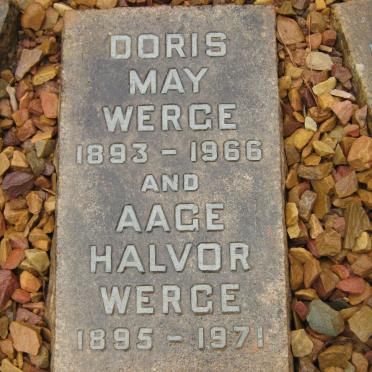 DORIS
MAY
WERGE
1893 - 1966
AND
AAGE
HALVOR
WERGE
1895 - 1971